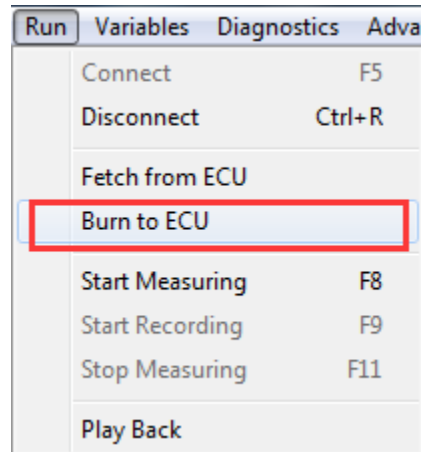 Run Variables Diagnostics Adva
Connect F5
Disconnect Ctrl+R
Fetch from ECU
Burn to ECU
Start Measuring F8
Start Recording F9
Stop Measuring F11
Play Back